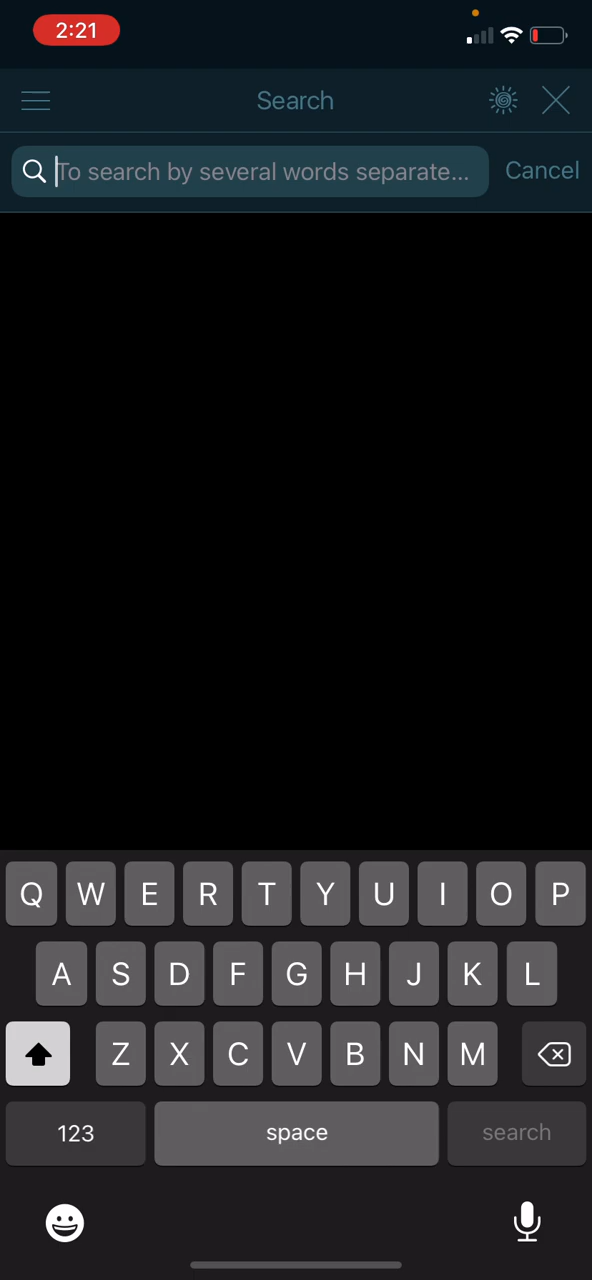 2:21
Search
To search by several words separate...
Cancel
Q W E R T Y U I O P
A S D F G H J K L
Z X C V B N M
123 space search